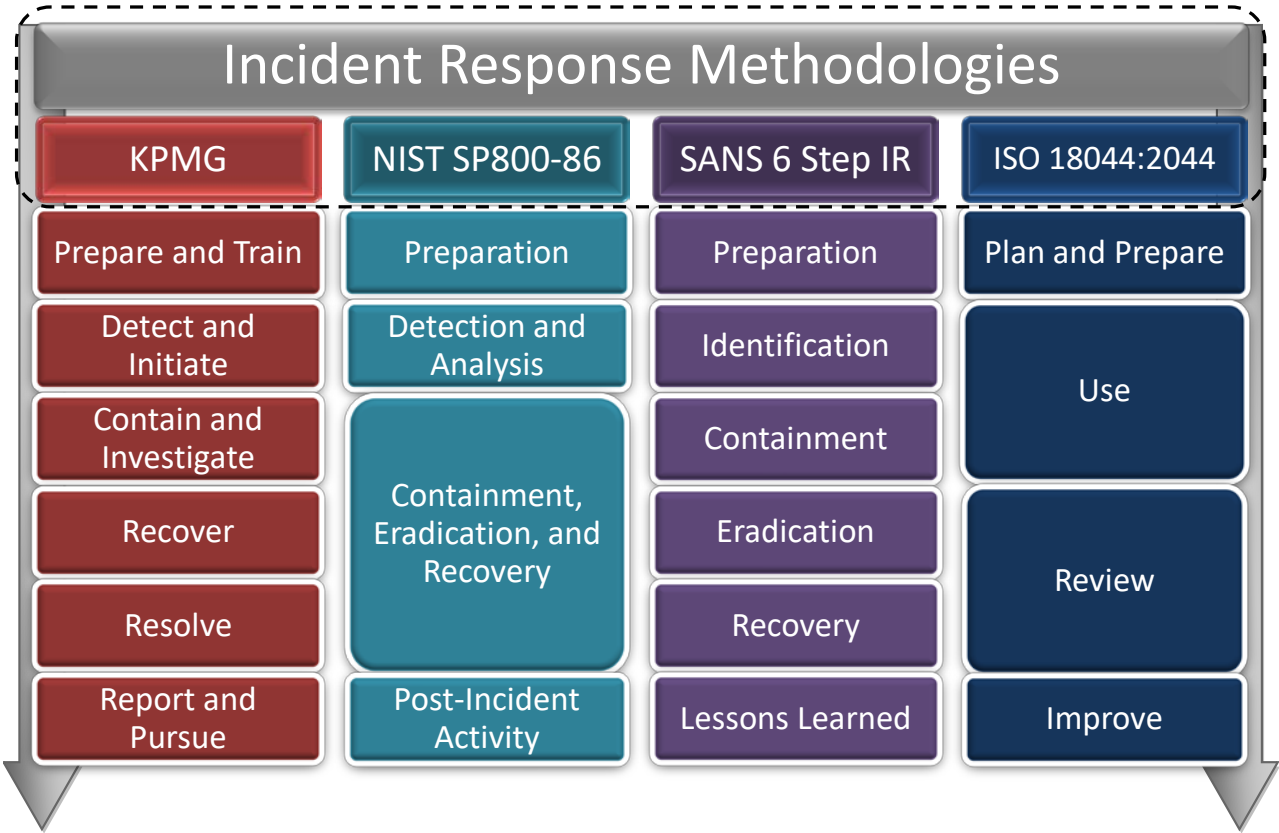 Incident Response Methodologies
KPMG
NIST SP800-86
SANS 6 Step IR
ISO 18044:2044
Prepare and Train
Preparation
Preparation
Plan and Prepare
Detect and
Initiate
Detection and
Analysis
Identification
Use
Contain and
Investigate
Containment,
Eradication, and
Recovery
Containment
Recover
Eradication
Review
Resolve
Recovery
Report and
Pursue
Post-Incident
Activity
Lessons Learned
Improve